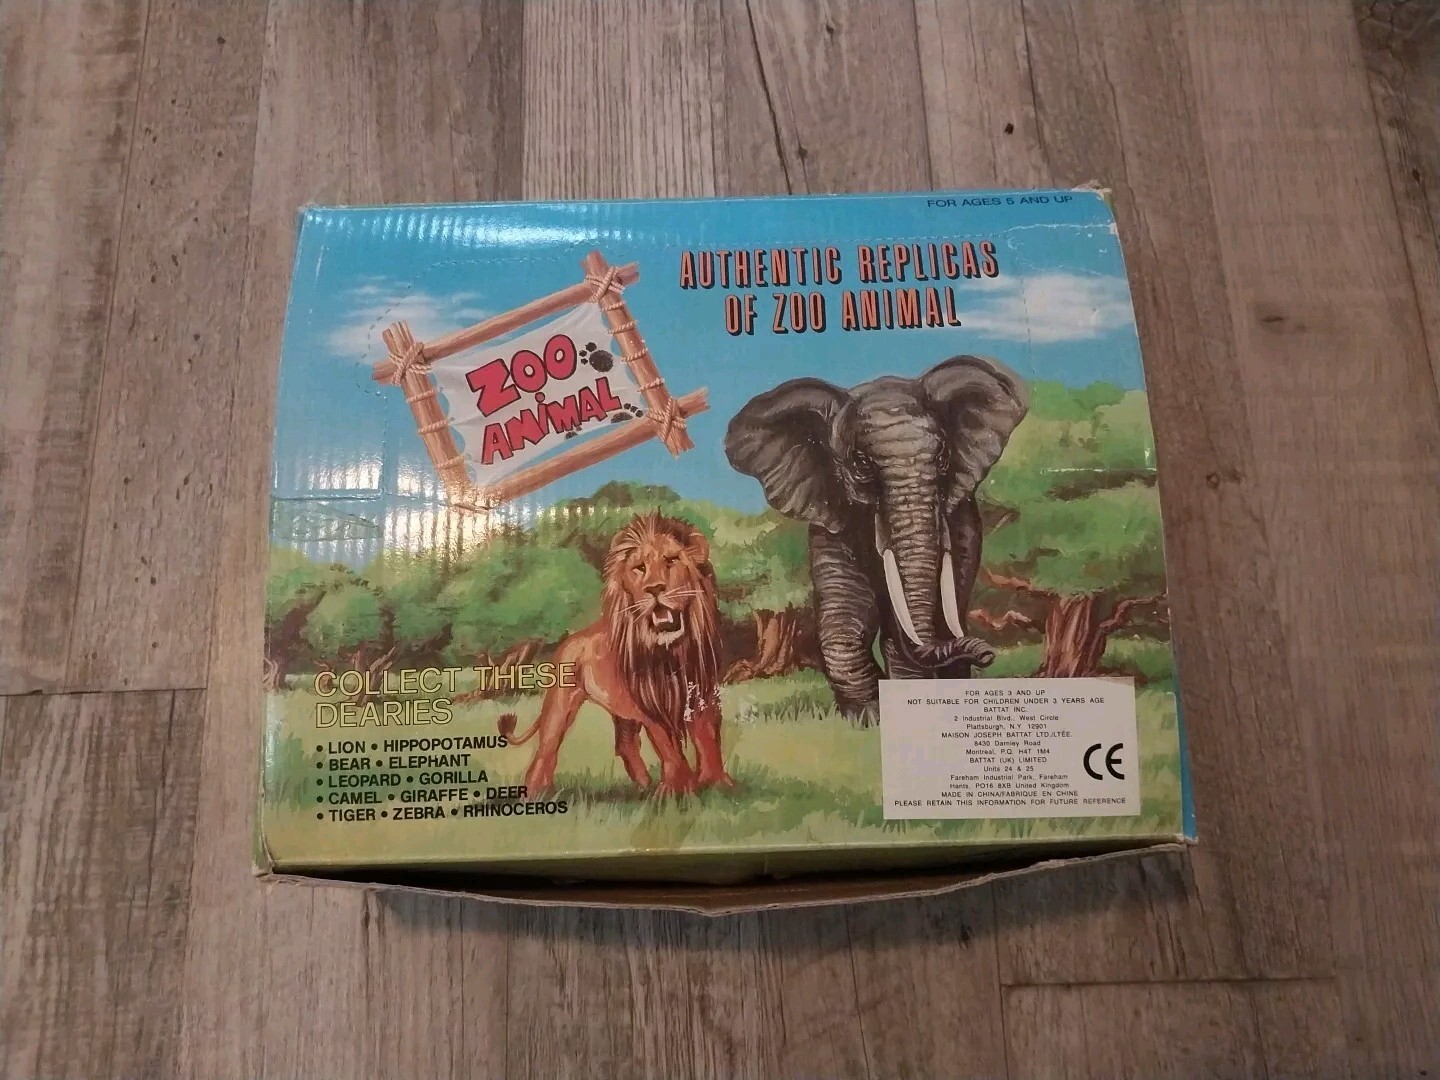 FOR AGES 5 AND UP
AUTHENTIC REPLICAS
OF ZOO ANIMAL
ZOO
ANIMAL
COLLECT THESE
DEARIES
• LION • HIPPOPOTAMUS
• BEAR • ELEPHANT
• LEOPARD • GORILLA
• CAMEL • GIRAFFE • DEER
• TIGER • ZEBRA • RHINOCEROS
FOR AGES 3 AND UP
NOT SUITABLE FOR CHILDREN UNDER 3 YEARS AGE
BATTAT INC.
2 Industrial Blvd., West Circle
Plattsburgh, N.Y. 12901
MAISON JOSEPH BATTAT LTD./LTÉE.
8430 Darnley Road
Montreal, P.Q. H4T 1M4
BATTAT (UK) LIMITED
Units 24 & 25
Fareham Industrial Park, Fareham
Hants, PO16 8XB United Kingdom
MADE IN CHINA/FABRIQUE EN CHINE
PLEASE RETAIN THIS INFORMATION FOR FUTURE REFERENCE
CE